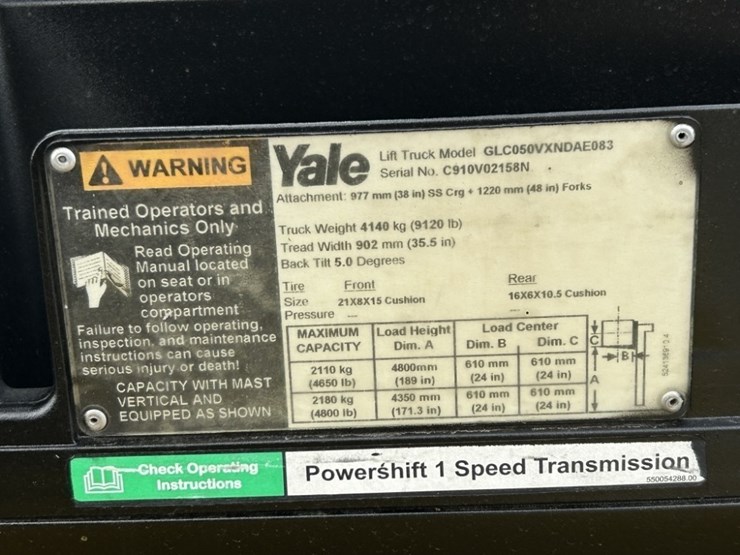 WARNING
Trained Operators and
Mechanics Only
Read Operating
Manual located
on seat or in
operators
compartment
Failure to follow operating,
inspection, and maintenance
instructions can cause
serious injury or death!
CAPACITY WITH MAST
VERTICAL AND
EQUIPPED AS SHOWN
Yale
Lift Truck Model GLC050VXNDAE083
Serial No. C910V02158N
Attachment: 977 mm (38 in) SS Crg + 1220 mm (48 in) Forks
Truck Weight 4140 kg (9120 lb)
Tread Width 902 mm (35.5 in)
Back Tilt 5.0 Degrees
Tire Front Rear
Size 21X8X15 Cushion 16X6X10.5 Cushion
Pressure --- ---
MAXIMUM CAPACITY Load Height Dim. A Load Center Dim. B Dim. C
2110 kg (4650 lb) 4800mm (189 in) 610 mm (24 in) 610 mm (24 in)
2180 kg (4800 lb) 4350 mm (171.3 in) 610 mm (24 in) 610 mm (24 in)
C
B
A
Check Operating
Instructions
Powershift 1 Speed Transmission
550054288 00